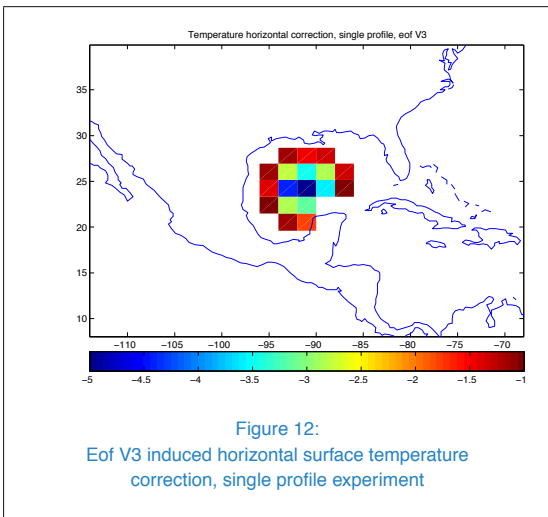 Temperature horizontal correction, single profile, eof V3
35
30
25
20
15
10
−110 −105 −100 −95 −90 −85 −80 −75 −70
−5 −4.5 −4 −3.5 −3 −2.5 −2 −1.5 −1
Figure 12:
Eof V3 induced horizontal surface temperature
correction, single profile experiment